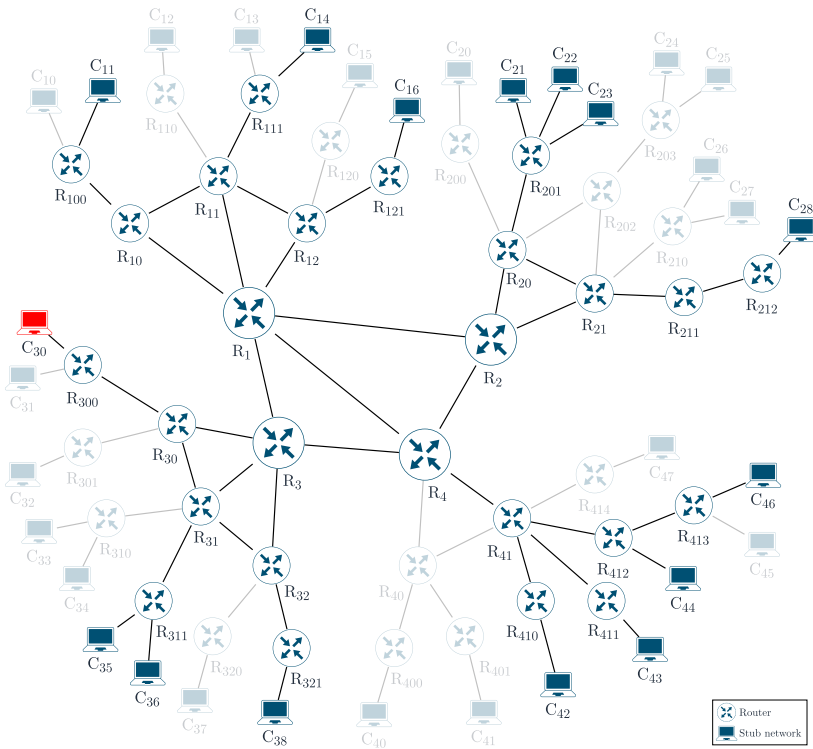 C12
C13
C14
C10
C11
C15
C16
C20
C21
C22
C23
C24
C25
R110
R111
R120
R100
R11
R121
R10
R12
R200
R201
R203
C26
C27
C28
R202
R210
R20
R21
R211
R212
R1
R2
C30
C31
R300
R30
R301
R3
R4
C32
C33
R310
R31
C34
C47
R414
C46
R41
R413
C45
R412
C44
R32
R40
R311
R410
R411
C35
C36
R320
R321
R400
R401
C43
C37
C38
C40
C41
C42
Router
Stub network